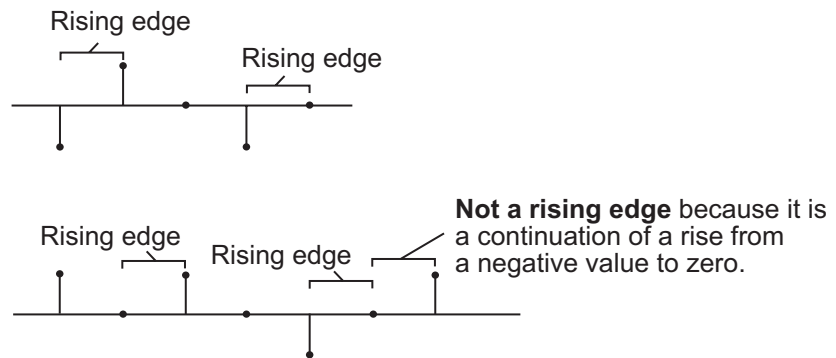 Rising edge
Rising edge
Rising edge
Rising edge
Not a rising edge because it is
a continuation of a rise from
a negative value to zero.